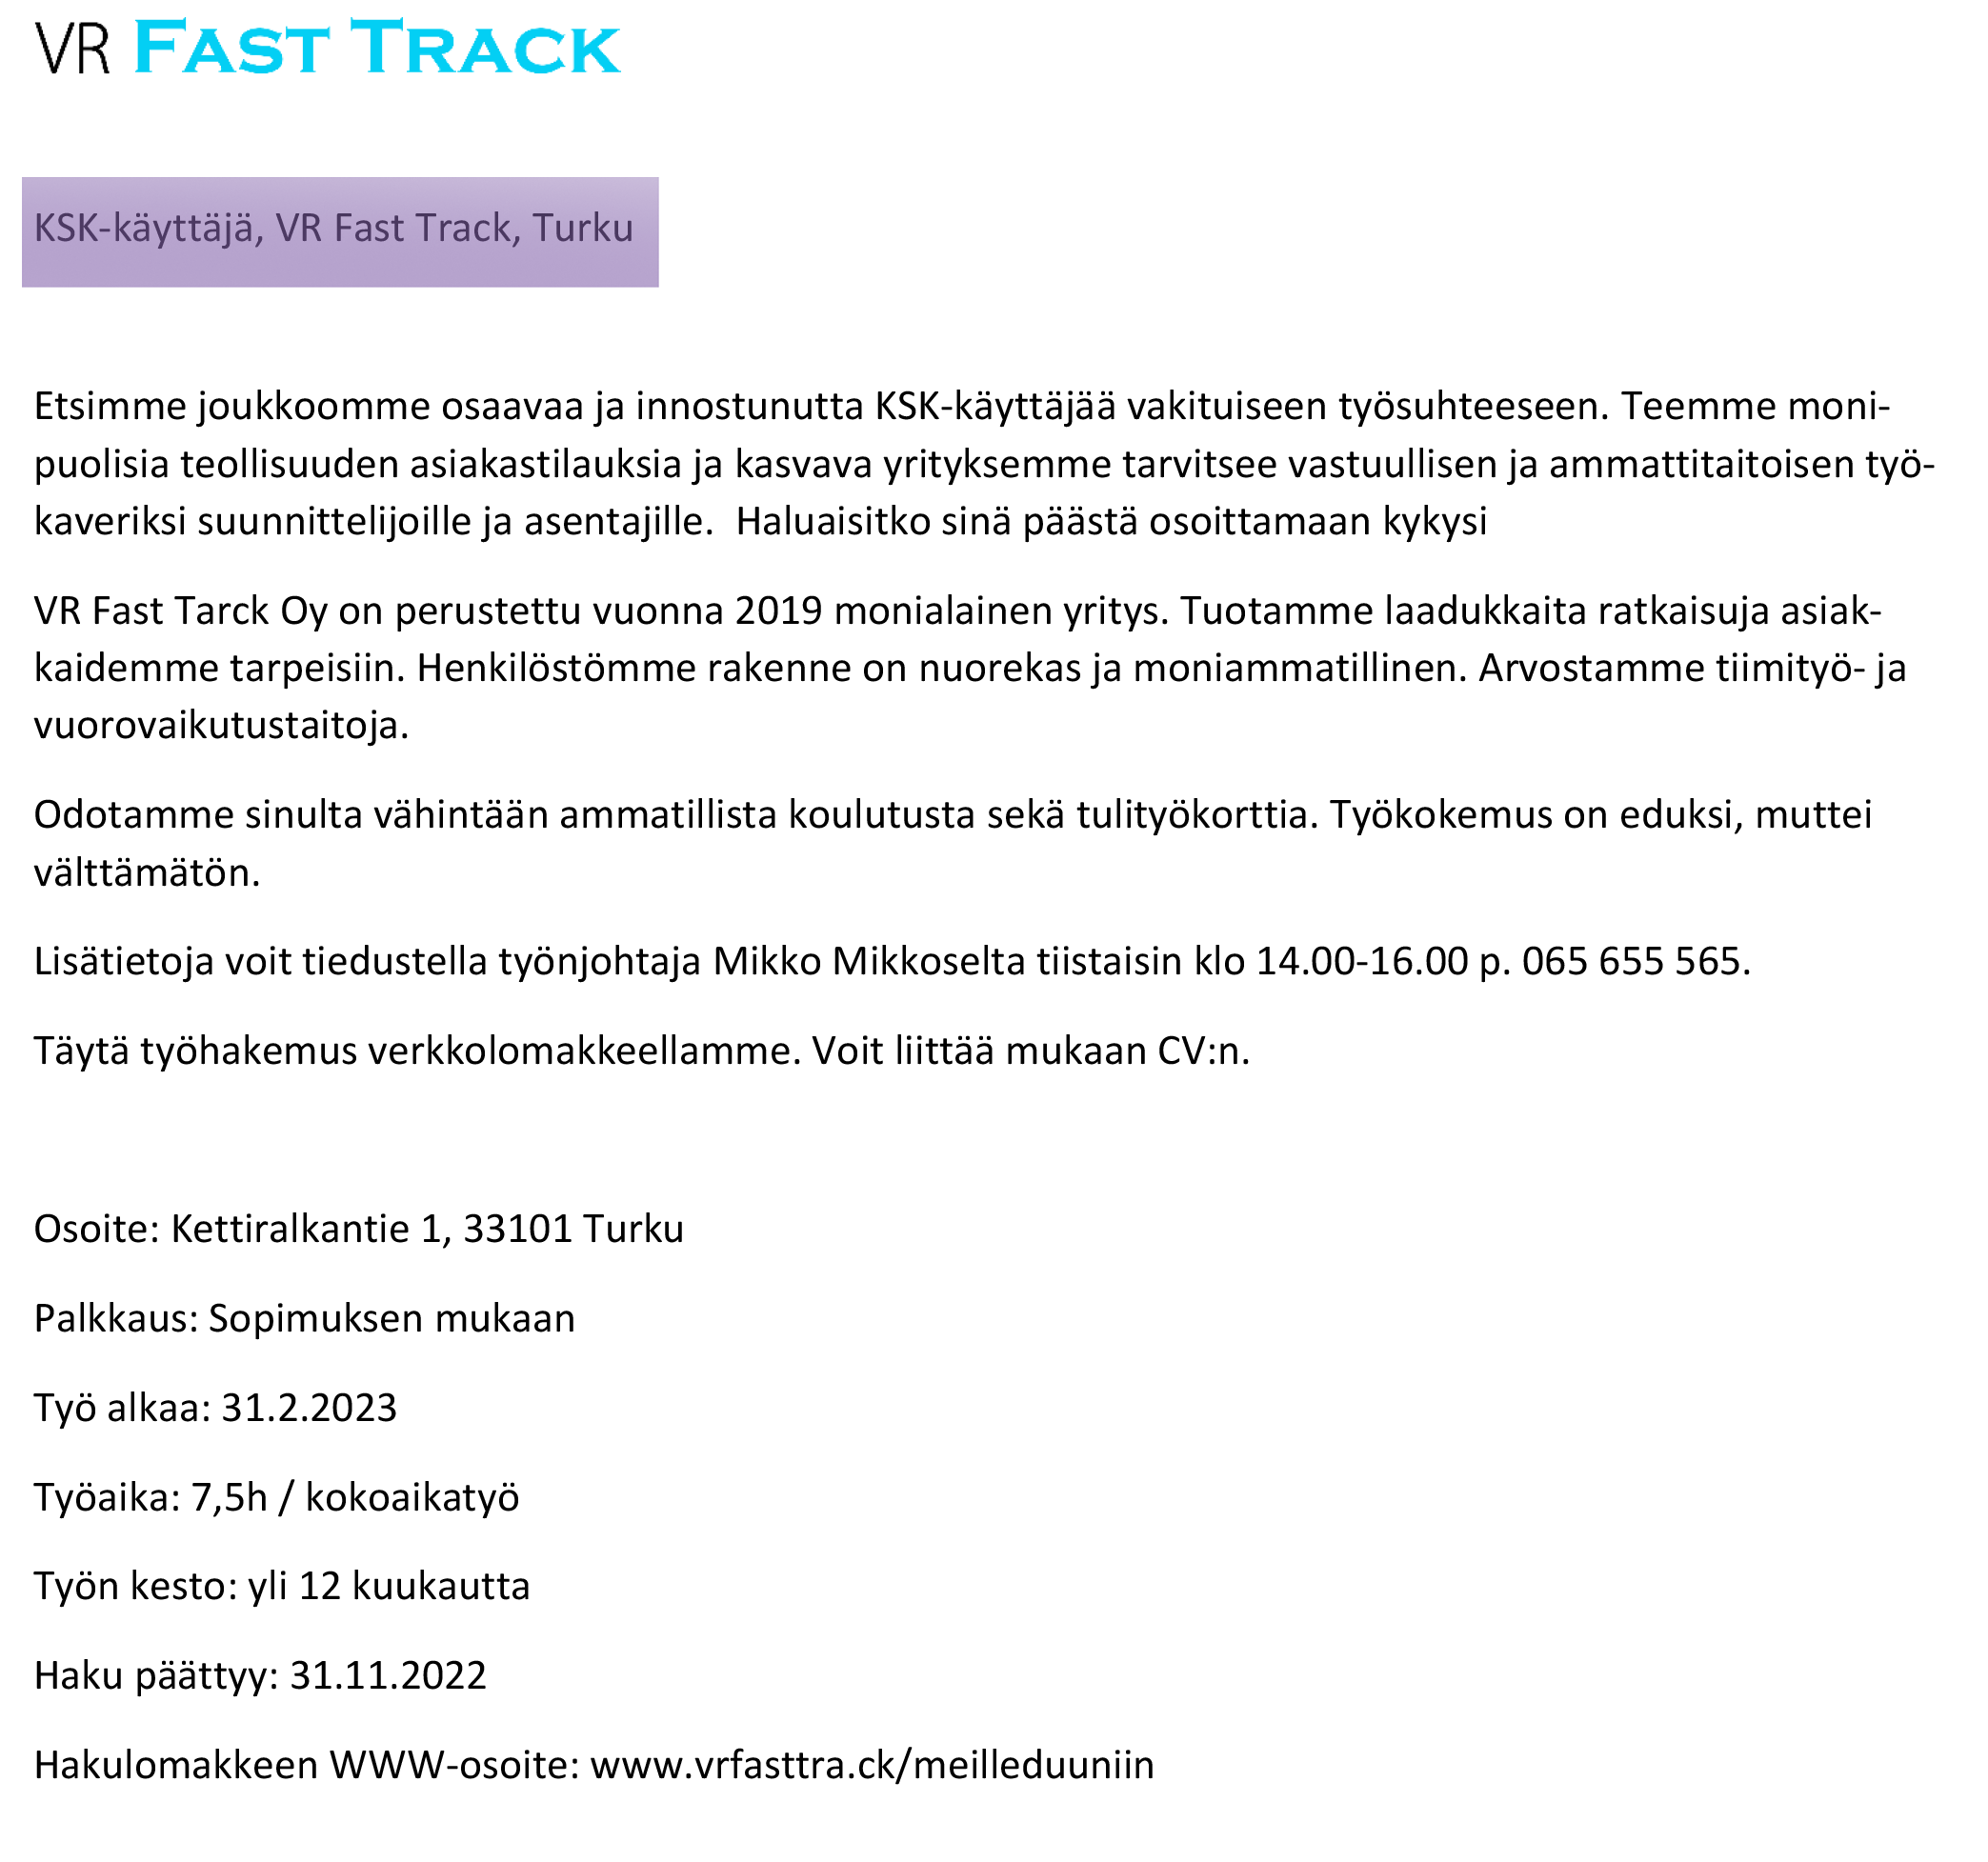 VR FAST TRACK
KSK-käyttäjä, VR Fast Track, Turku
Etsimme joukkoomme osaavaa ja innostunutta KSK-käyttäjää vakituiseen työsuhteeseen. Teemme moni-
puolisia teollisuuden asiakastilauksia ja kasvava yrityksemme tarvitsee vastuullisen ja ammattitaitoisen työ-
kaveriksi suunnittelijoille ja asentajille.  Haluaisitko sinä päästä osoittamaan kykysi
VR Fast Tarck Oy on perustettu vuonna 2019 monialainen yritys. Tuotamme laadukkaita ratkaisuja asiak-
kaidemme tarpeisiin. Henkilöstömme rakenne on nuorekas ja moniammatillinen. Arvostamme tiimityö- ja
vuorovaikutustaitoja.
Odotamme sinulta vähintään ammatillista koulutusta sekä tulityökorttia. Työkokemus on eduksi, muttei
välttämätön.
Lisätietoja voit tiedustella työnjohtaja Mikko Mikkoselta tiistaisin klo 14.00-16.00 p. 065 655 565.
Täytä työhakemus verkkolomakkeellamme. Voit liittää mukaan CV:n.
Osoite: Kettiralkantie 1, 33101 Turku
Palkkaus: Sopimuksen mukaan
Työ alkaa: 31.2.2023
Työaika: 7,5h / kokoaikatyö
Työn kesto: yli 12 kuukautta
Haku päättyy: 31.11.2022
Hakulomakkeen WWW-osoite: www.vrfasttra.ck/meilleduuniin